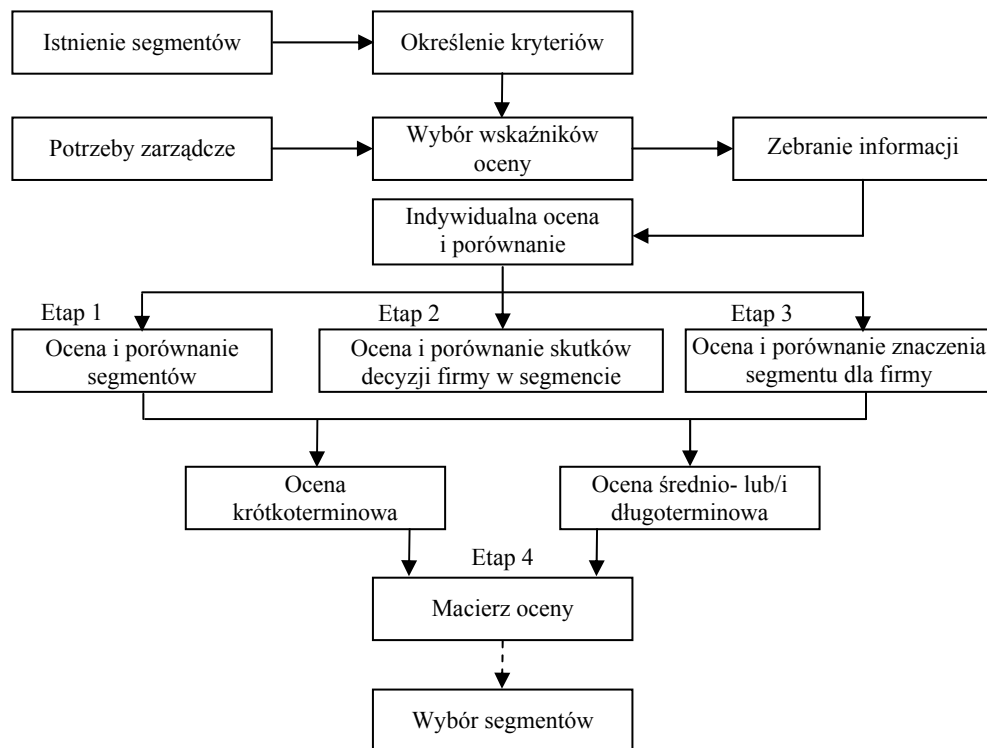 Istnienie segmentów
Określenie kryteriów
Potrzeby zarządcze
Wybór wskaźników
oceny
Zebranie informacji
Indywidualna ocena
i porównanie
Etap 1
Etap 2
Etap 3
Ocena i porównanie
segmentów
Ocena i porównanie skutków
decyzji firmy w segmencie
Ocena i porównanie znaczenia
segmentu dla firmy
Ocena
krótkoterminowa
Ocena średnio- lub/i
długoterminowa
Etap 4
Macierz oceny
Wybór segmentów